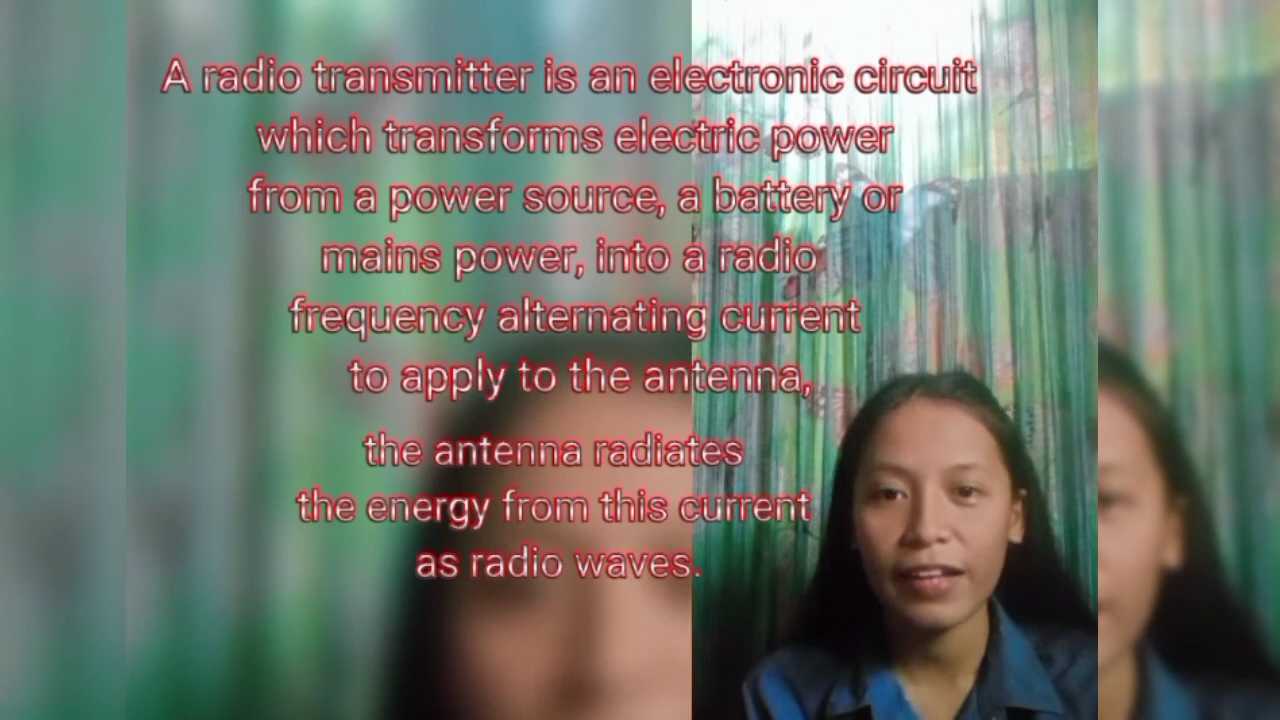 A radio transmitter is an electronic circuit
which transforms electric power
from a power source, a battery or
mains power, into a radio
frequency alternating current
to apply to the antenna,
the antenna radiates
the energy from this current
as radio waves.